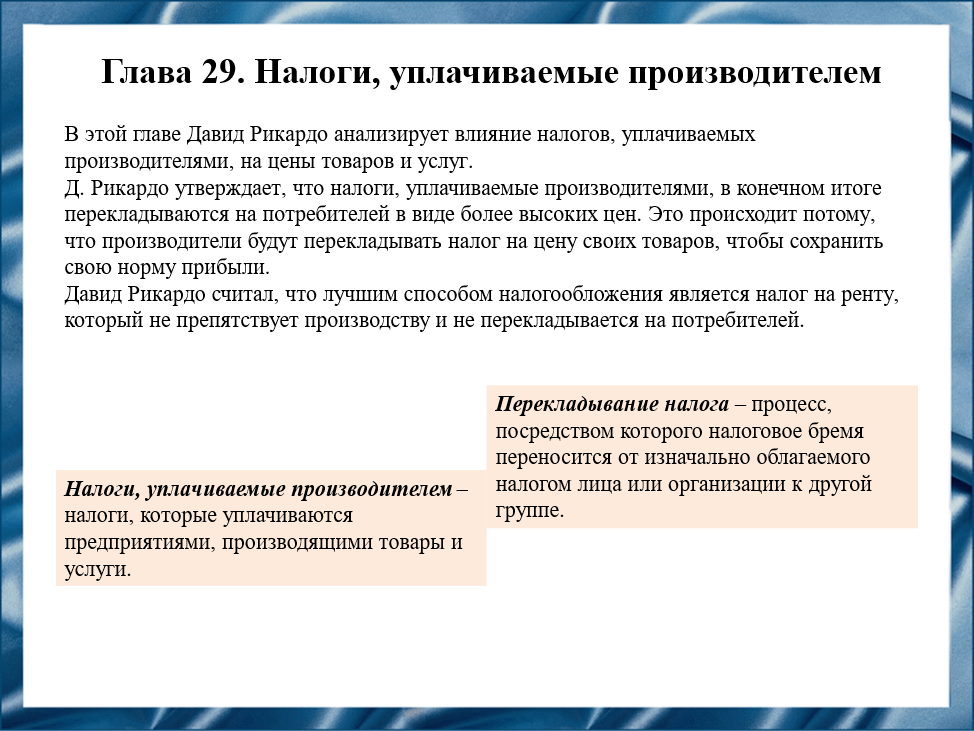 Глава 29. Налоги, уплачиваемые производителем
В этой главе Давид Рикардо анализирует влияние налогов, уплачиваемых
производителями, на цены товаров и услуг.
Д. Рикардо утверждает, что налоги, уплачиваемые производителями, в конечном итоге
перекладываются на потребителей в виде более высоких цен. Это происходит потому,
что производители будут перекладывать налог на цену своих товаров, чтобы сохранить
свою норму прибыли.
Давид Рикардо считал, что лучшим способом налогообложения является налог на ренту,
который не препятствует производству и не перекладывается на потребителей.
Перекладывание налога – процесс,
посредством которого налоговое бремя
переносится от изначально облагаемого
налогом лица или организации к другой
группе.
Налоги, уплачиваемые производителем –
налоги, которые уплачиваются
предприятиями, производящими товары и
услуги.